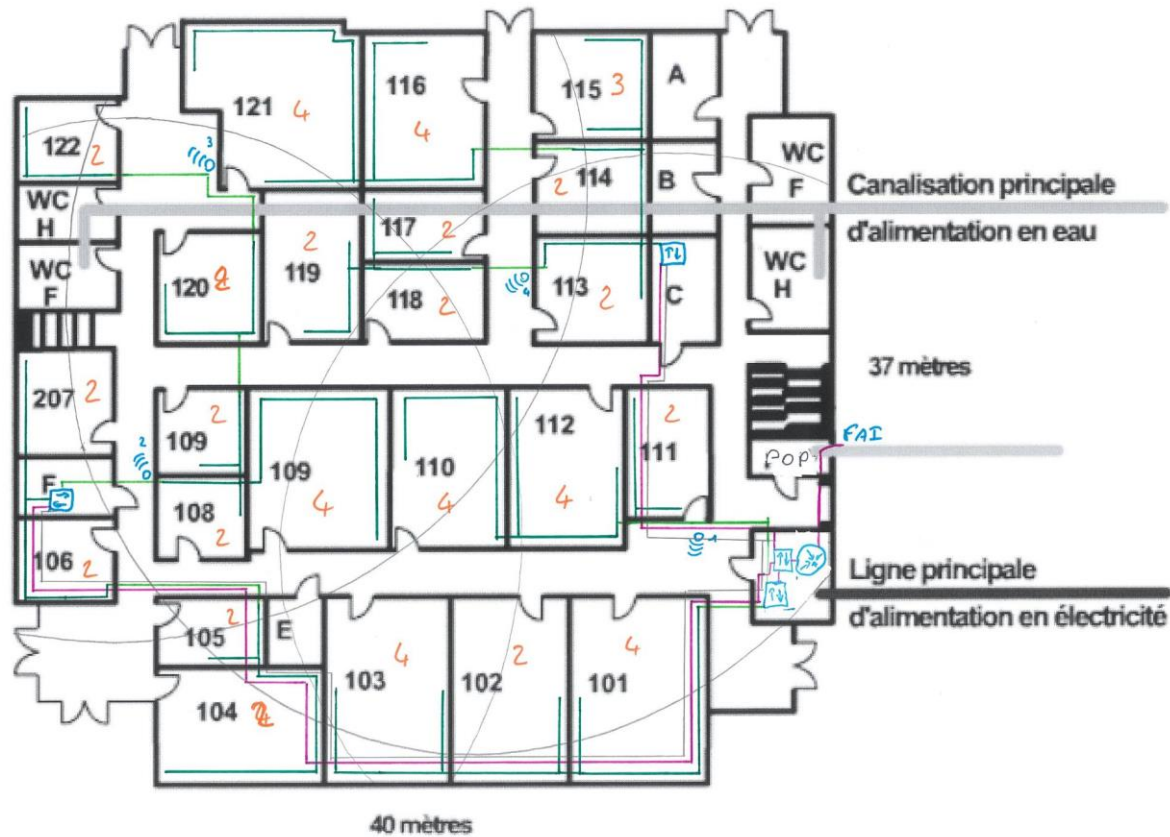 121
4
116
4
115
3
A
122
2
3
WC
F
Canalisation principale
d'alimentation en eau
WC
H
117
2
114
2
B
WC
F
120
119
2
118
2
113
2
4
C
WC
H
207
2
109
2
109
4
110
4
112
4
111
2
37 mètres
FAI
POP
2
F
108
2
1
106
2
105
2
E
103
4
102
2
101
4
104
Ligne principale
d'alimentation en électricité
40 mètres